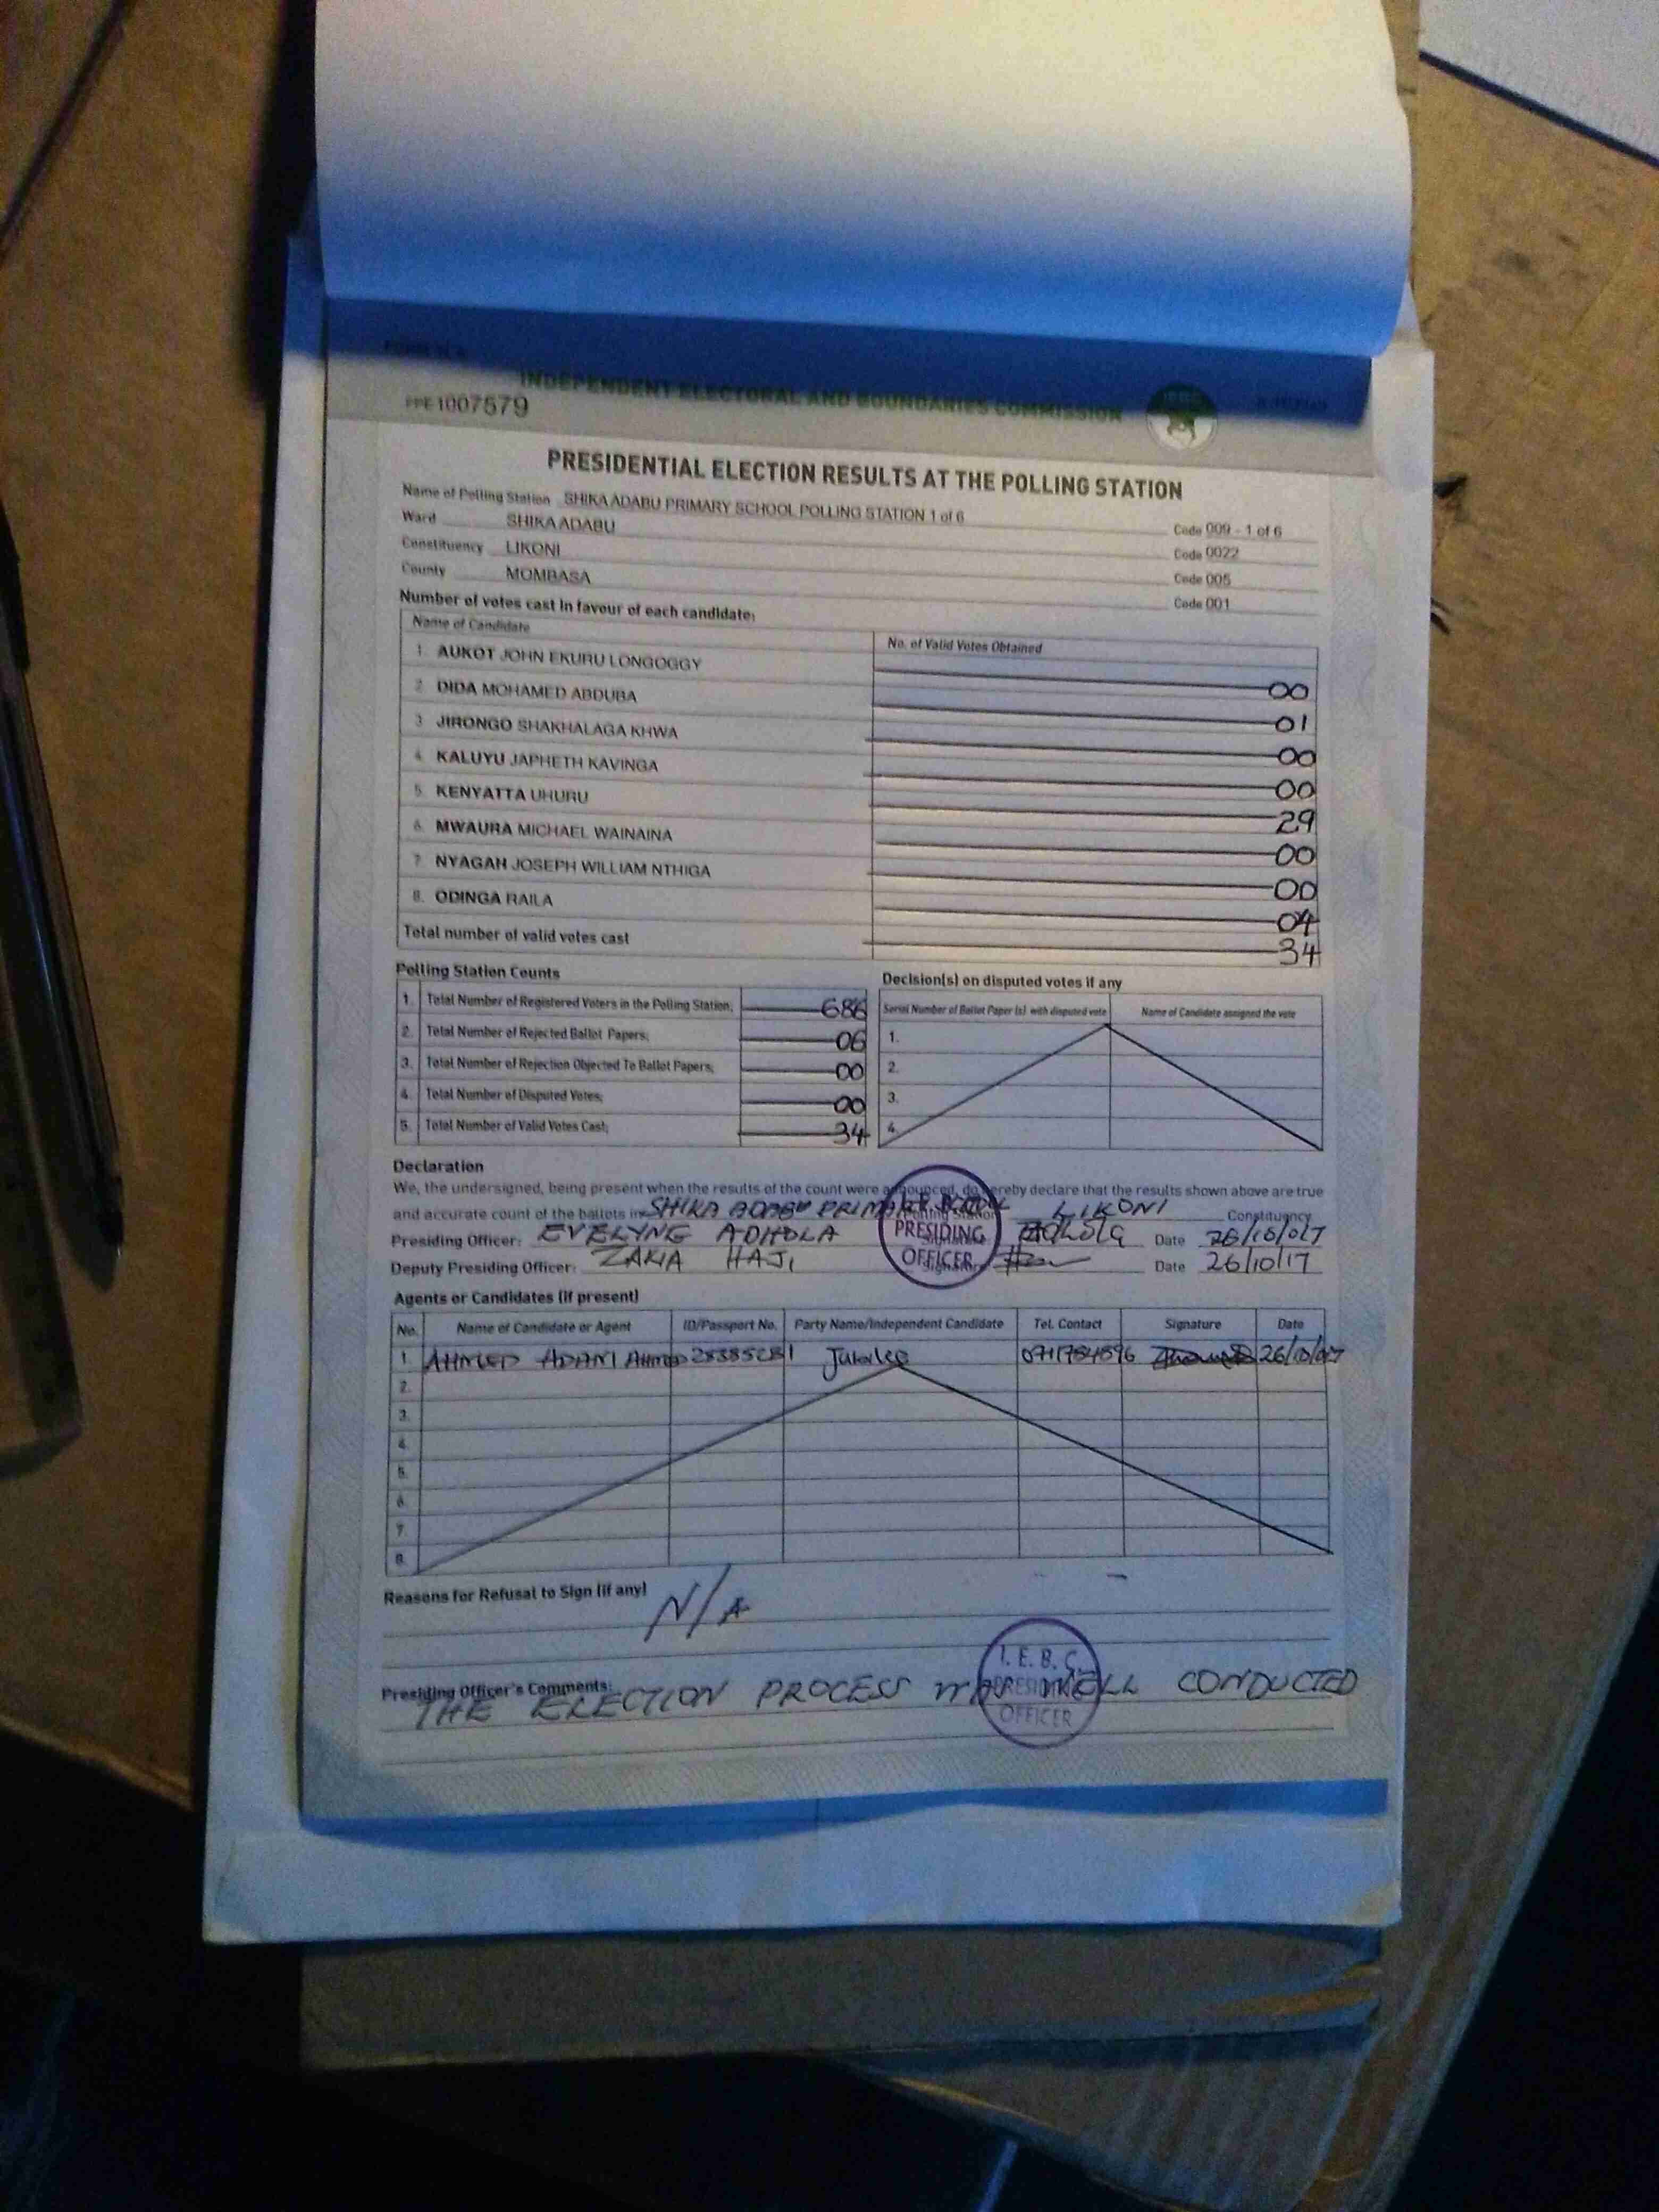 INDEPENDENT ELECTORAL AND BOUNDARIES COMMISSION
PPE 1007579
IEBC
PRESIDENTIAL ELECTION RESULTS AT THE POLLING STATION
Name of Polling Station SHIKA ADABU PRIMARY SCHOOL POLLING STATION 1 of 6 Code 009 - 1 of 6
Ward SHIKA ADABU Code 0022
Constituency LIKONI Code 005
County MOMBASA Code 001
Number of votes cast in favour of each candidate:
Name of Candidate No. of Valid Votes Obtained
1. AUKOT JOHN EKURU LONGOGGY 00
2. DIDA MOHAMED ABDUBA 01
3. JIRONGO SHAKHALAGA KHWA 00
4. KALUYU JAPHETH KAVINGA 00
5. KENYATTA UHURU 29
6. MWAURA MICHAEL WAINAINA 00
7. NYAGAH JOSEPH WILLIAM NTHIGA 00
8. ODINGA RAILA 04
Total number of valid votes cast 34
Polling Station Counts
1. Total Number of Registered Voters in the Polling Station; 686
2. Total Number of Rejected Ballot Papers; 06
3. Total Number of Rejection Objected To Ballot Papers; 00
4. Total Number of Disputed Votes; 00
5. Total Number of Valid Votes Cast; 34
Decision(s) on disputed votes if any
Serial Number of Ballot Paper (s) with disputed vote Name of Candidate assigned the vote
1.
2.
3.
4.
Declaration
We, the undersigned, being present when the results of the count were announced, do hereby declare that the results shown above are true
and accurate count of the ballots in SHIKA ADABU PRIMARY SCHOOL Polling Station LIKONI Constituency
Presiding Officer: EVELYNE ADHOLA Date 26/10/017
Deputy Presiding Officer: ZAKIA HAJI Signature Date 26/10/17
PRESIDING
OFFICER
Agents or Candidates (if present)
No. Name of Candidate or Agent ID/Passport No. Party Name/Independent Candidate Tel. Contact Signature Date
1. AHMED ADANI Ahmed Jubilee 26/10/017
2.
3.
4.
5.
6.
7.
8.
Reasons for Refusal to Sign (if any)
N/A
Presiding Officer's Comments:
THE ELECTION PROCESS WAS WELL CONDUCTED
I.E.B.C.
PRESIDING
OFFICER